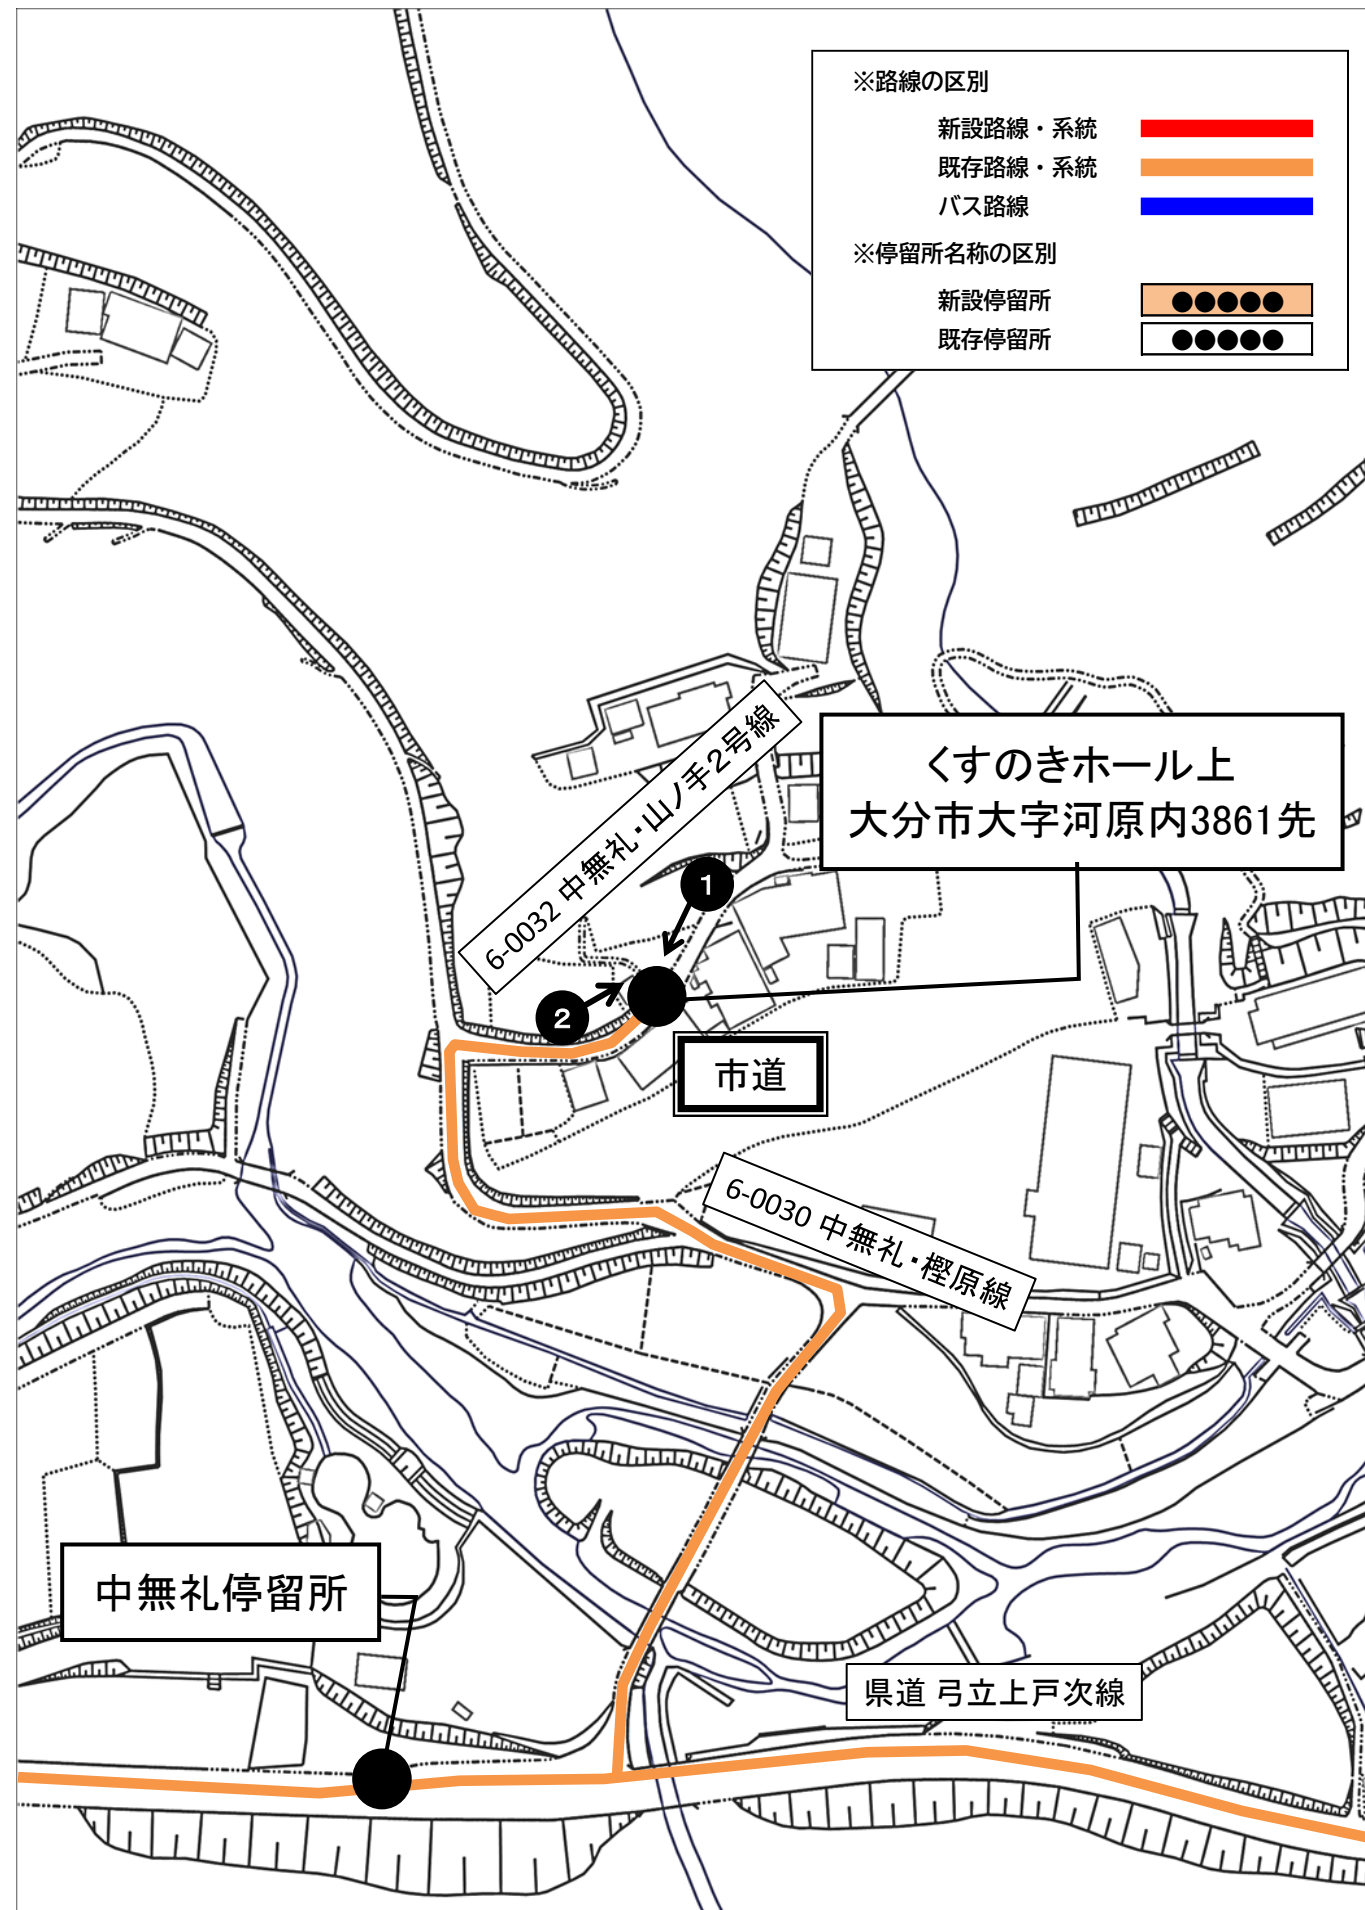 ※路線の区別
新設路線・系統
既存路線・系統
バス路線
※停留所名称の区別
新設停留所 ●●●●●
既存停留所 ●●●●●
6-0032 中無礼・山ノ手2号線
くすのきホール上
大分市大字河原内3861先
1
2
市道
6-0030 中無礼・樫原線
中無礼停留所
県道 弓立上戸次線